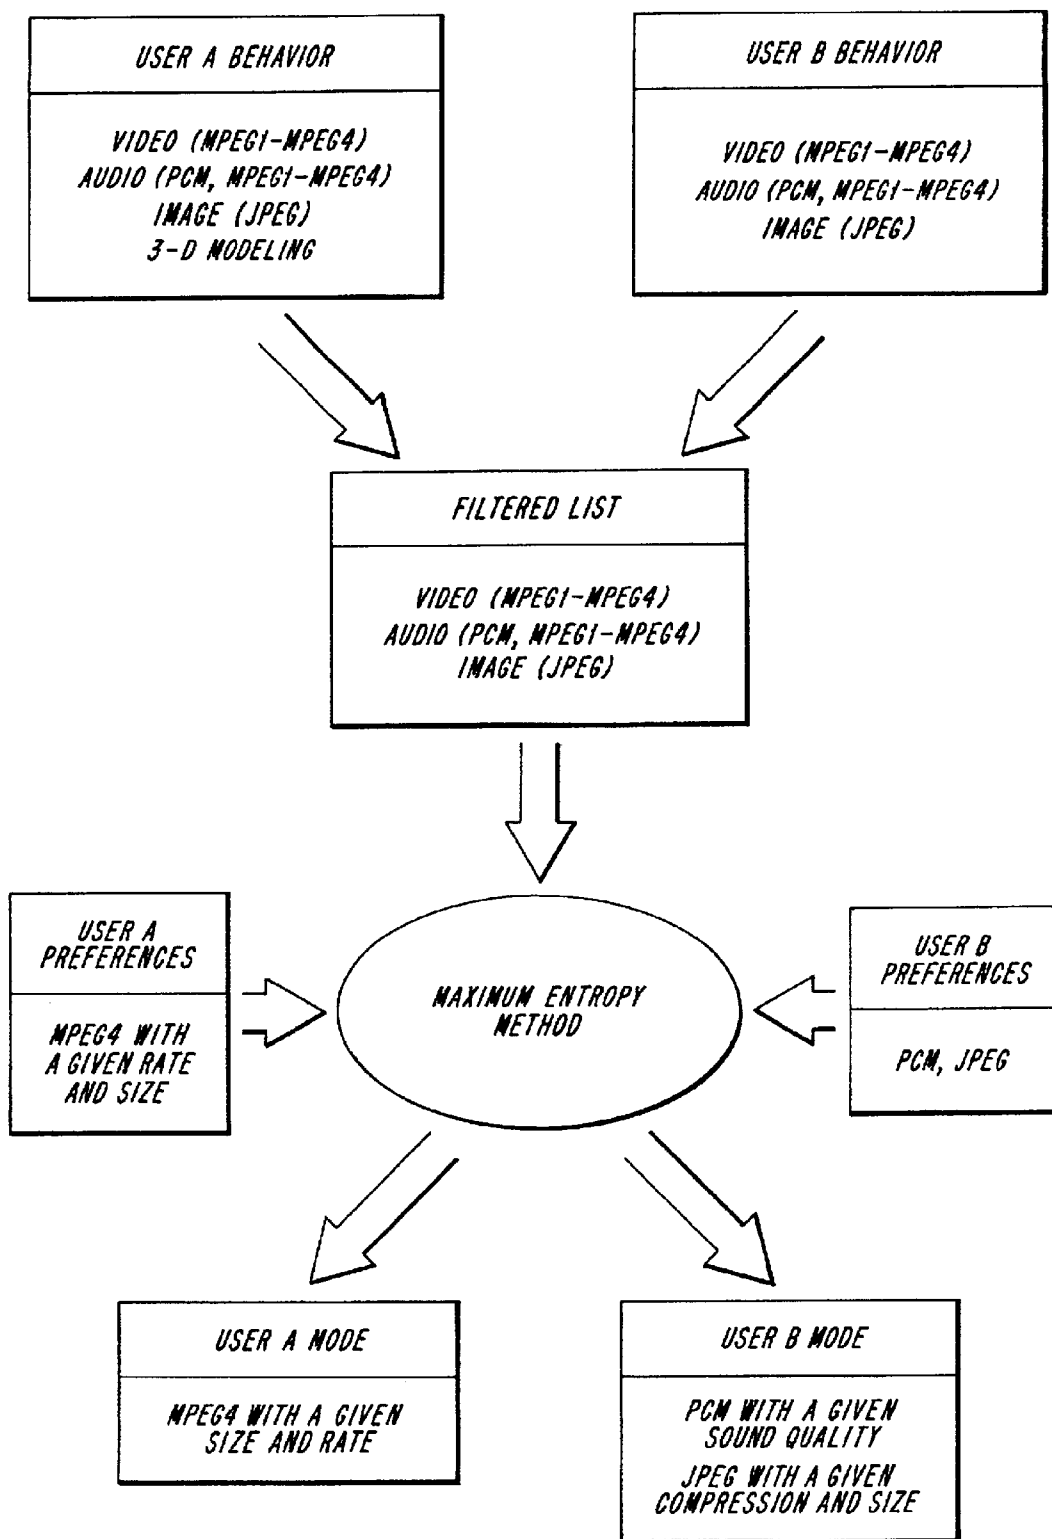 USER A BEHAVIOR
VIDEO (MPEG1-MPEG4)
AUDIO (PCM, MPEG1-MPEG4)
IMAGE (JPEG)
3-D MODELING
USER B BEHAVIOR
VIDEO (MPEG1-MPEG4)
AUDIO (PCM, MPEG1-MPEG4)
IMAGE (JPEG)
FILTERED LIST
VIDEO (MPEG1-MPEG4)
AUDIO (PCM, MPEG1-MPEG4)
IMAGE (JPEG)
USER A
PREFERENCES
MPEG4 WITH
A GIVEN RATE
AND SIZE
MAXIMUM ENTROPY
METHOD
USER B
PREFERENCES
PCM, JPEG
USER A MODE
MPEG4 WITH A GIVEN
SIZE AND RATE
USER B MODE
PCM WITH A GIVEN
SOUND QUALITY
JPEG WITH A GIVEN
COMPRESSION AND SIZE